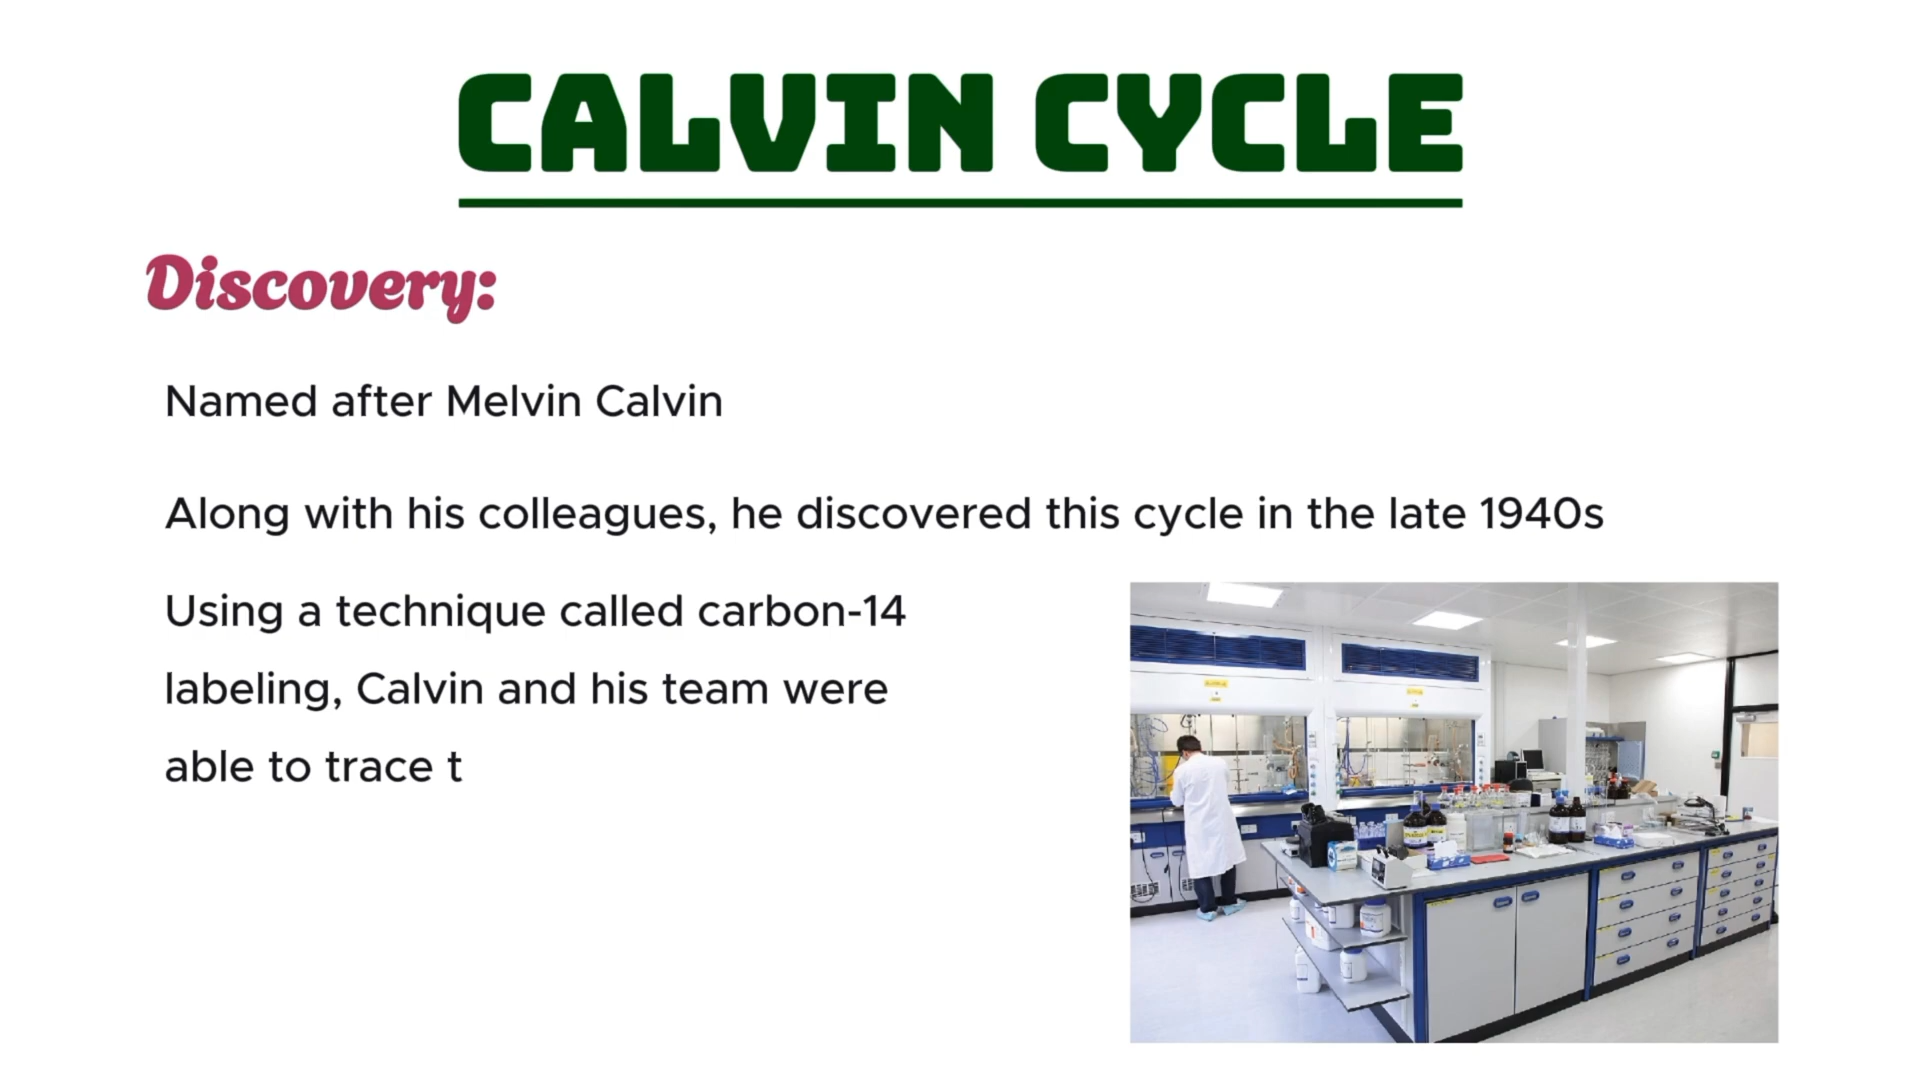 CALVIN CYCLE
Discovery:
Named after Melvin Calvin
Along with his colleagues, he discovered this cycle in the late 1940s
Using a technique called carbon-14
labeling, Calvin and his team were
able to trace t